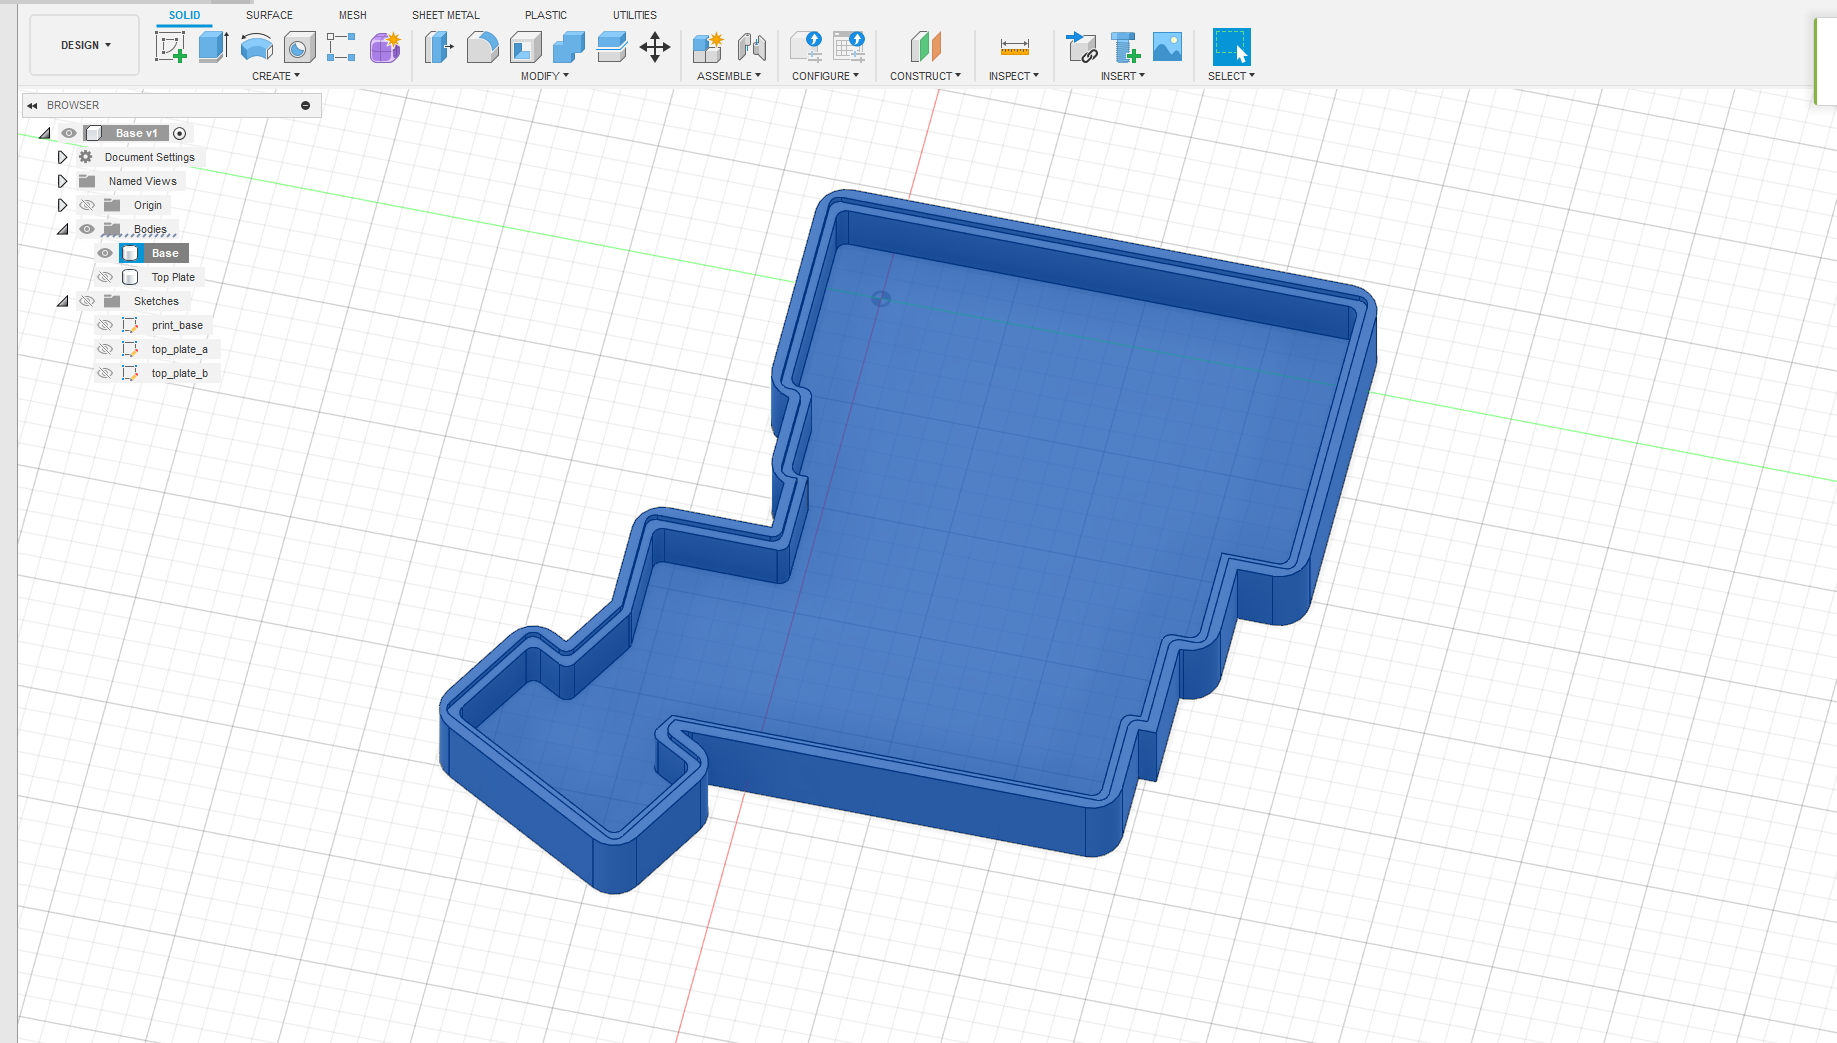 SOLID SURFACE MESH SHEET METAL PLASTIC UTILITIES
DESIGN
CREATE MODIFY ASSEMBLE CONFIGURE CONSTRUCT INSPECT INSERT SELECT
BROWSER
Base v1
Document Settings
Named Views
Origin
Bodies
Base
Top Plate
Sketches
print_base
top_plate_a
top_plate_b